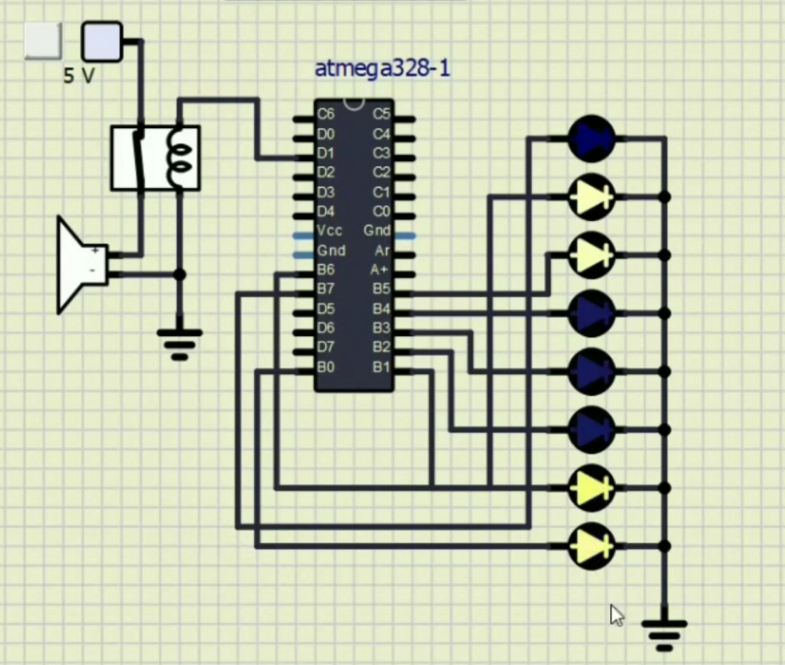 5 V
atmega328-1
C6 C5
D0 C4
D1 C3
D2 C2
D3 C1
D4 C0
Vcc Gnd
Gnd Ar
B6 A+
B7 B5
D5 B4
D6 B3
D7 B2
B0 B1
+
-